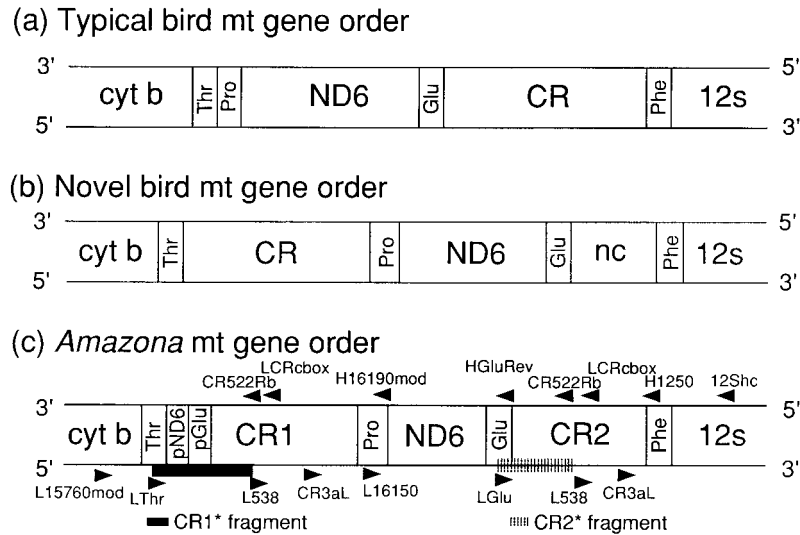 (a) Typical bird mt gene order
3' 5'
cyt b Thr Pro ND6 Glu CR Phe 12s
5' 3'
(b) Novel bird mt gene order
3' 5'
cyt b Thr CR Pro ND6 Glu nc Phe 12s
5' 3'
(c) Amazona mt gene order
LCRcbox HGluRev LCRcbox
CR522Rb H16190mod CR522Rb H1250 12Shc
3' 5'
cyt b Thr pND6 pGlu CR1 Pro ND6 Glu CR2 Phe 12s
5' 3'
L15760mod LThr L538 CR3aL L16150 LGlu L538 CR3aL
CR1* fragment CR2* fragment